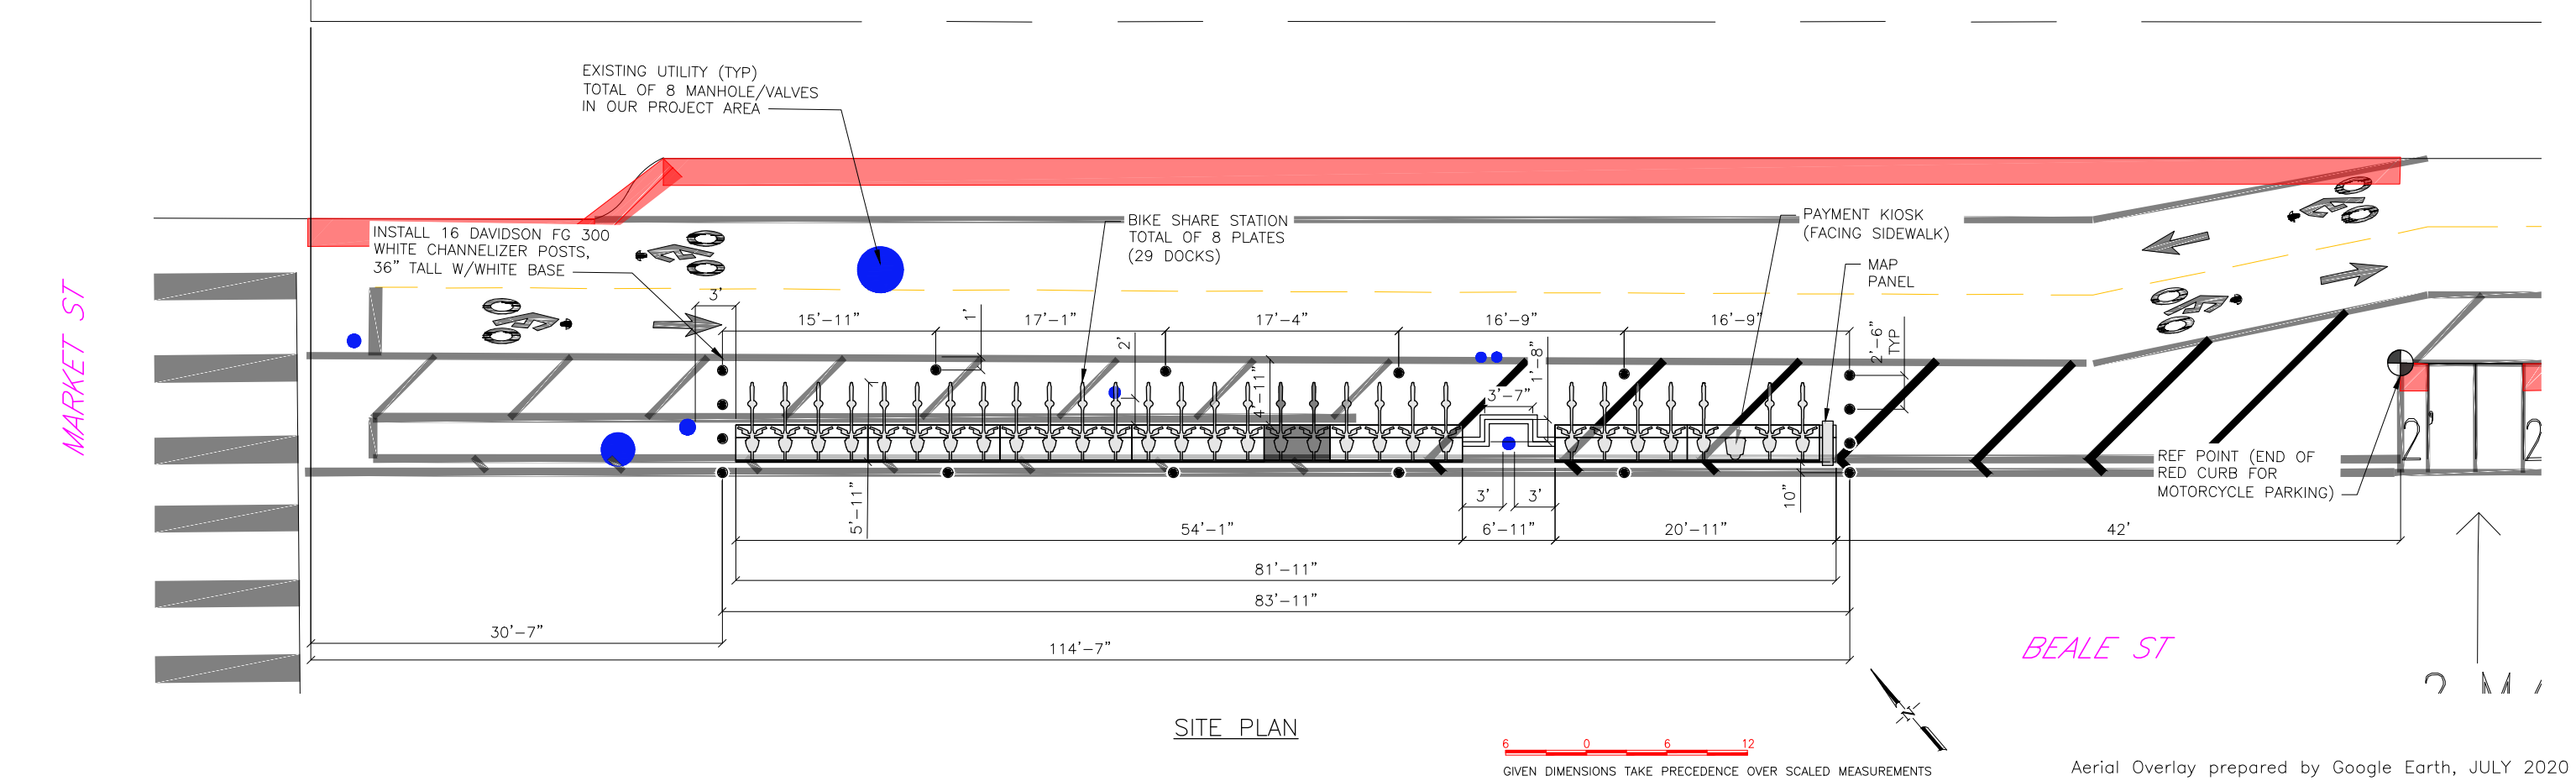 EXISTING UTILITY (TYP)
TOTAL OF 8 MANHOLE/VALVES
IN OUR PROJECT AREA
INSTALL 16 DAVIDSON FG 300
WHITE CHANNELIZER POSTS,
36" TALL W/WHITE BASE
BIKE SHARE STATION
TOTAL OF 8 PLATES
(29 DOCKS)
PAYMENT KIOSK
(FACING SIDEWALK)
MAP
PANEL
MARKET ST
3'
15'-11"
1'
17'-1"
2'
17'-4"
16'-9"
16'-9"
2'-6"
TYP
1'-8"
4'-11"
3'-7"
5'-11"
3'
3'
10"
REF POINT (END OF
RED CURB FOR
MOTORCYCLE PARKING)
2
2
54'-1"
6'-11"
20'-11"
42'
81'-11"
83'-11"
30'-7"
114'-7"
BEALE ST
N
SITE PLAN
6 0 6 12
GIVEN DIMENSIONS TAKE PRECEDENCE OVER SCALED MEASUREMENTS
Aerial Overlay prepared by Google Earth, JULY 2020